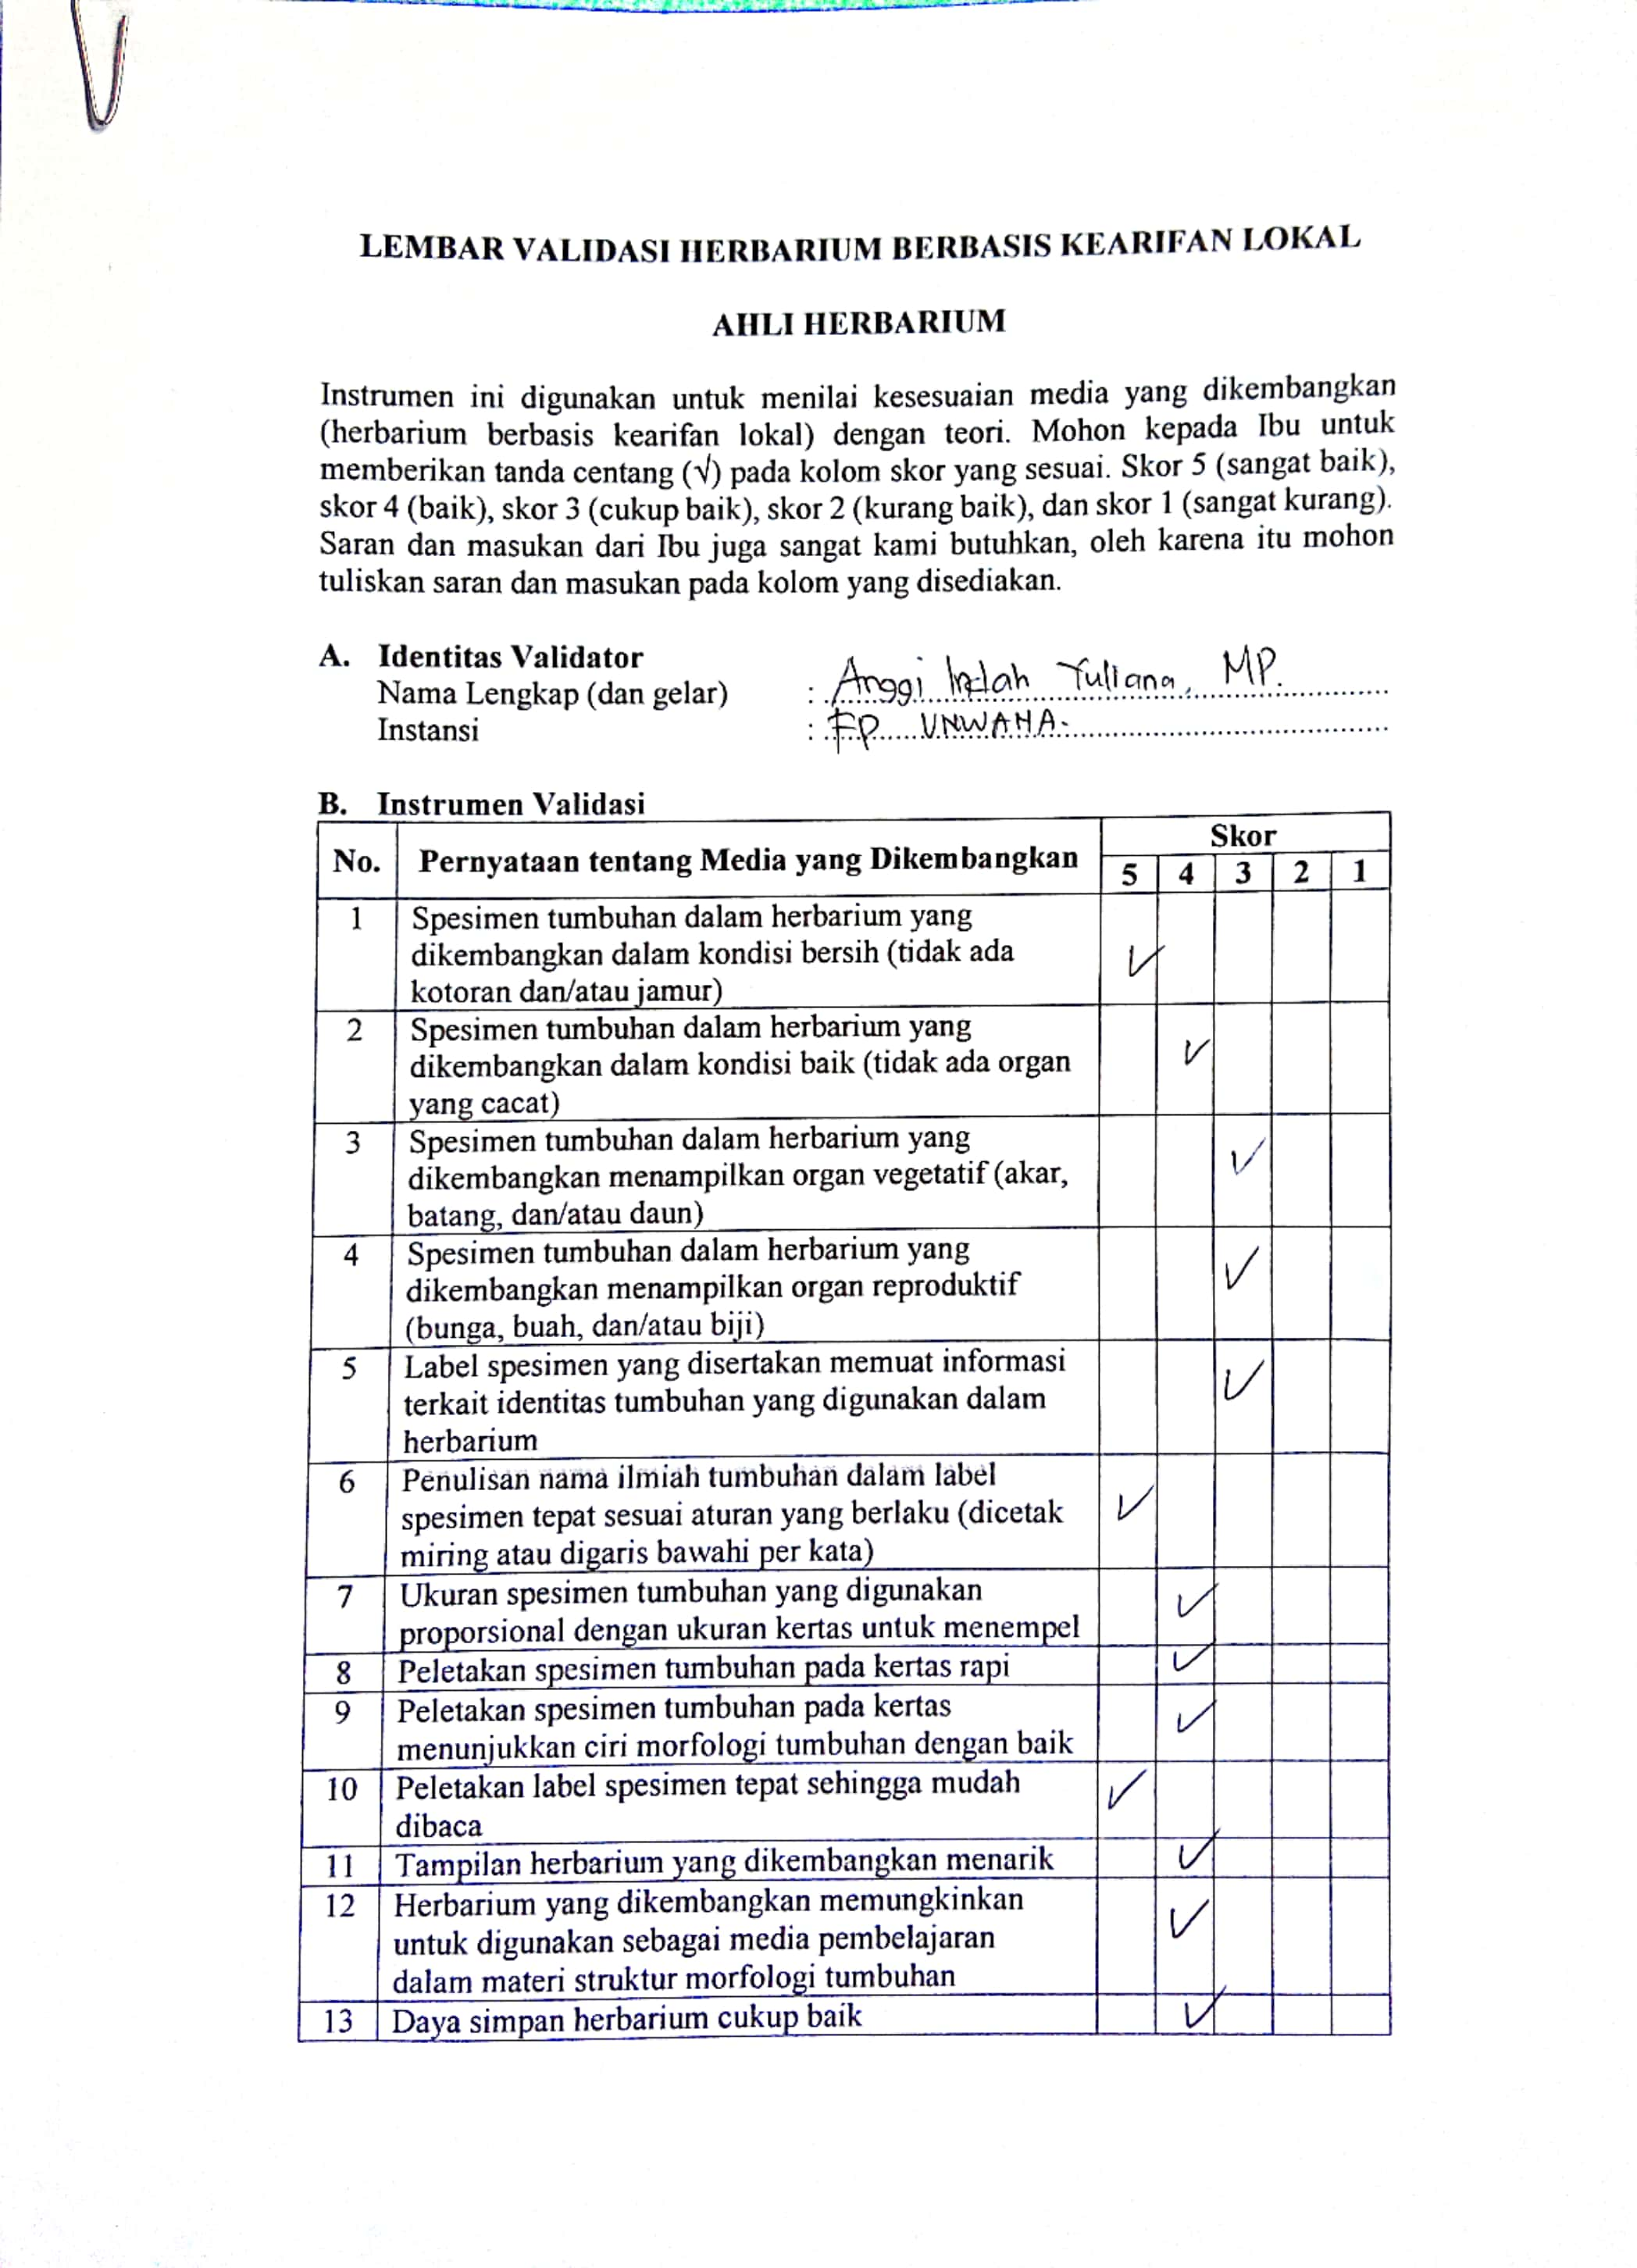 LEMBAR VALIDASI HERBARIUM BERBASIS KEARIFAN LOKAL
AHLI HERBARIUM
Instrumen ini digunakan untuk menilai kesesuaian media yang dikembangkan
(herbarium berbasis kearifan lokal) dengan teori. Mohon kepada Ibu untuk
memberikan tanda centang (√) pada kolom skor yang sesuai. Skor 5 (sangat baik),
skor 4 (baik), skor 3 (cukup baik), skor 2 (kurang baik), dan skor 1 (sangat kurang).
Saran dan masukan dari Ibu juga sangat kami butuhkan, oleh karena itu mohon
tuliskan saran dan masukan pada kolom yang disediakan.
A. Identitas Validator
Nama Lengkap (dan gelar) : Anggi Indah Yuliana, MP.
Instansi : FP UNWAHA.
B. Instrumen Validasi
No. Pernyataan tentang Media yang Dikembangkan Skor
5 4 3 2 1
1 Spesimen tumbuhan dalam herbarium yang
dikembangkan dalam kondisi bersih (tidak ada ✓
kotoran dan/atau jamur)
2 Spesimen tumbuhan dalam herbarium yang
dikembangkan dalam kondisi baik (tidak ada organ ✓
yang cacat)
3 Spesimen tumbuhan dalam herbarium yang
dikembangkan menampilkan organ vegetatif (akar, ✓
batang, dan/atau daun)
4 Spesimen tumbuhan dalam herbarium yang
dikembangkan menampilkan organ reproduktif ✓
(bunga, buah, dan/atau biji)
5 Label spesimen yang disertakan memuat informasi
terkait identitas tumbuhan yang digunakan dalam ✓
herbarium
6 Penulisan nama ilmiah tumbuhan dalam label
spesimen tepat sesuai aturan yang berlaku (dicetak ✓
miring atau digaris bawahi per kata)
7 Ukuran spesimen tumbuhan yang digunakan ✓
proporsional dengan ukuran kertas untuk menempel
8 Peletakan spesimen tumbuhan pada kertas rapi ✓
9 Peletakan spesimen tumbuhan pada kertas ✓
menunjukkan ciri morfologi tumbuhan dengan baik
10 Peletakan label spesimen tepat sehingga mudah ✓
dibaca
11 Tampilan herbarium yang dikembangkan menarik ✓
12 Herbarium yang dikembangkan memungkinkan ✓
untuk digunakan sebagai media pembelajaran
dalam materi struktur morfologi tumbuhan
13 Daya simpan herbarium cukup baik ✓